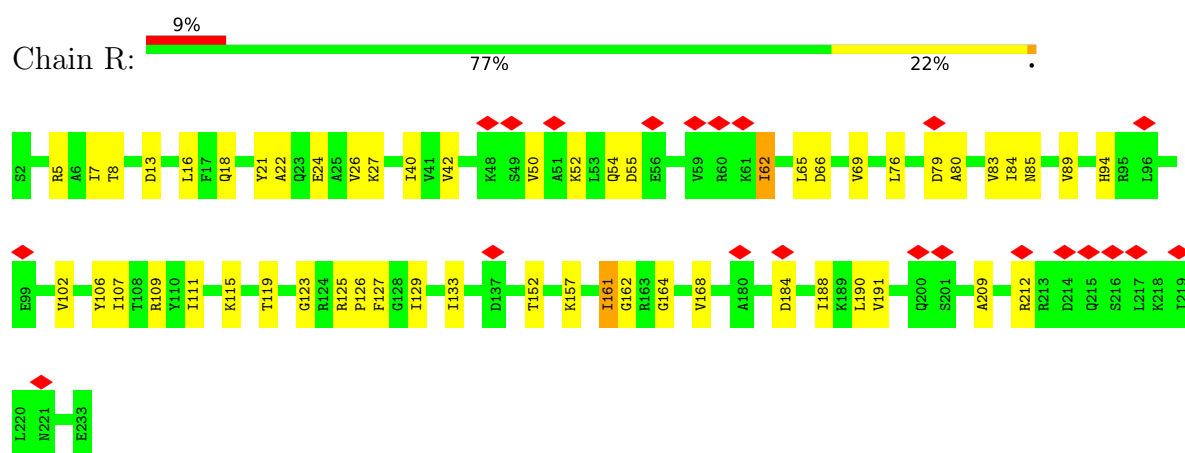 9%
Chain R:
77% 22% •
S2 R5 A6 I7 T8 D13 L16 F17 Q18 Y21 A22 Q23 E24 A25 V26 K27 I40 V41 V42 K48 S49 V50 A51 K52 L53 Q54 D55 E56 V59 R60 K61 I62 L65 D66 V69 L76 D79 A80 V83 I84 N85 V89 H94 R95 L96
E99 V102 Y106 I107 T108 R109 Y110 I111 K115 T119 G123 R124 R125 P126 F127 G128 I129 I133 D137 T152 K157 I161 G162 R163 G164 V168 A180 D184 I188 K189 L190 V191 Q200 S201 A209 R212 R213 D214 Q215 S216 L217 K218 I219
L220 N221 E233